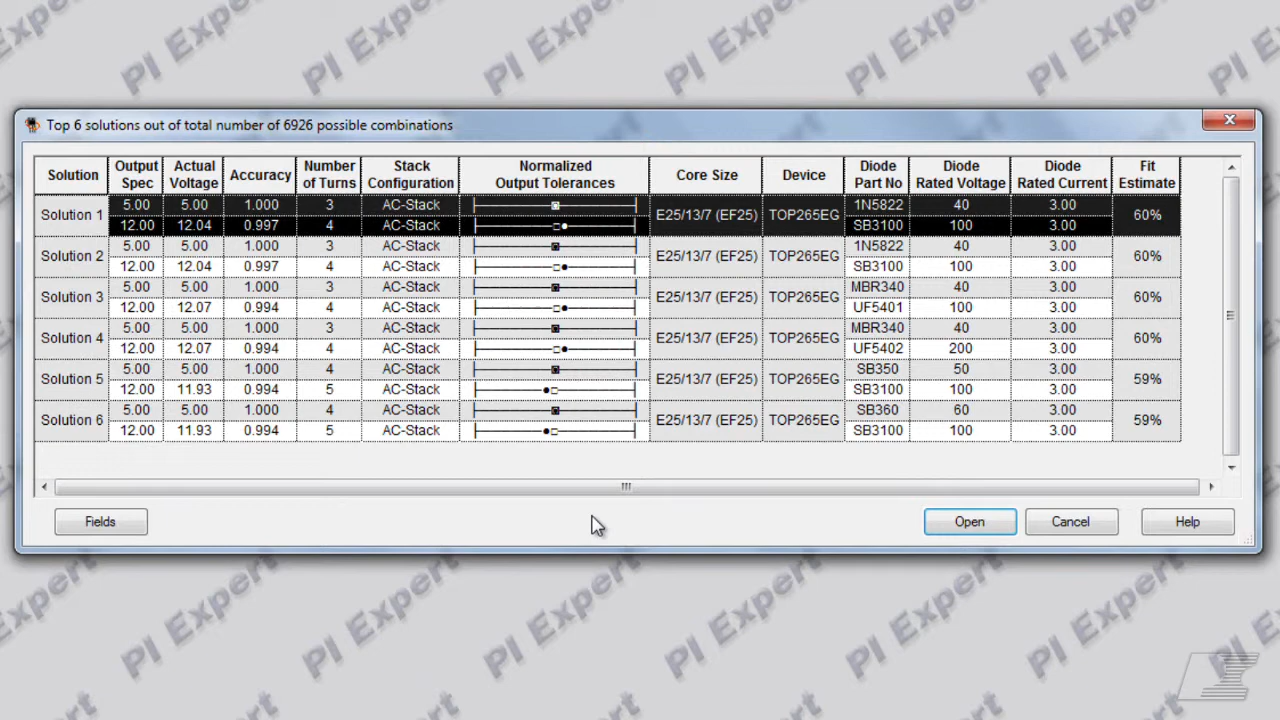 Top 6 solutions out of total number of 6926 possible combinations
Solution Output Spec Actual Voltage Accuracy Number of Turns Stack Configuration Normalized Output Tolerances Core Size Device Diode Part No Diode Rated Voltage Diode Rated Current Fit Estimate
Solution 1 5.00 5.00 1.000 3 AC-Stack E25/13/7 (EF25) TOP265EG 1N5822 40 3.00 60%
12.00 12.04 0.997 4 AC-Stack SB3100 100 3.00
Solution 2 5.00 5.00 1.000 3 AC-Stack E25/13/7 (EF25) TOP265EG 1N5822 40 3.00 60%
12.00 12.04 0.997 4 AC-Stack SB3100 100 3.00
Solution 3 5.00 5.00 1.000 3 AC-Stack E25/13/7 (EF25) TOP265EG MBR340 40 3.00 60%
12.00 12.07 0.994 4 AC-Stack UF5401 100 3.00
Solution 4 5.00 5.00 1.000 3 AC-Stack E25/13/7 (EF25) TOP265EG MBR340 40 3.00 60%
12.00 12.07 0.994 4 AC-Stack UF5402 200 3.00
Solution 5 5.00 5.00 1.000 4 AC-Stack E25/13/7 (EF25) TOP265EG SB350 50 3.00 59%
12.00 11.93 0.994 5 AC-Stack SB3100 100 3.00
Solution 6 5.00 5.00 1.000 4 AC-Stack E25/13/7 (EF25) TOP265EG SB360 60 3.00 59%
12.00 11.93 0.994 5 AC-Stack SB3100 100 3.00
Fields Open Cancel Help
PI Expert PI Expert PI Expert PI Expert PI Expert PI Expert